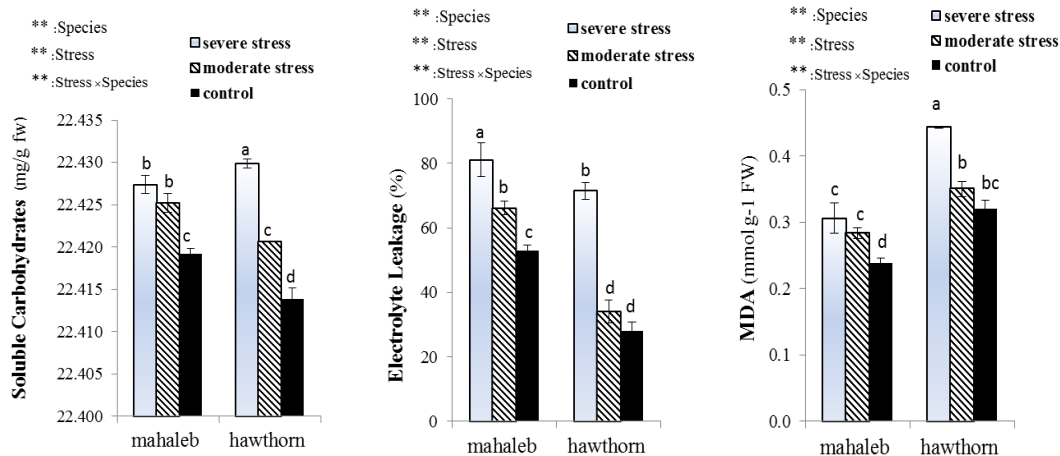 ** :Species
** :Stress
** :Stress×Species
severe stress
moderate stress
control
Soluble Carbohydrates (mg/g fw)
22.435
22.430
22.425
22.420
22.415
22.410
22.405
22.400
b
b
c
a
c
d
mahaleb
hawthorn
** :Species
** :Stress
** :Stress×Species
severe stress
moderate stress
control
Electrolyte Leakage (%)
100
80
60
40
20
0
a
b
c
b
d
d
mahaleb
hawthorn
** :Species
** :Stress
** :Stress×Species
severe stress
moderate stress
control
MDA (mmol g-1 FW)
0.5
0.4
0.3
0.2
0.1
0.0
c
c
d
a
b
bc
mahaleb
hawthorn